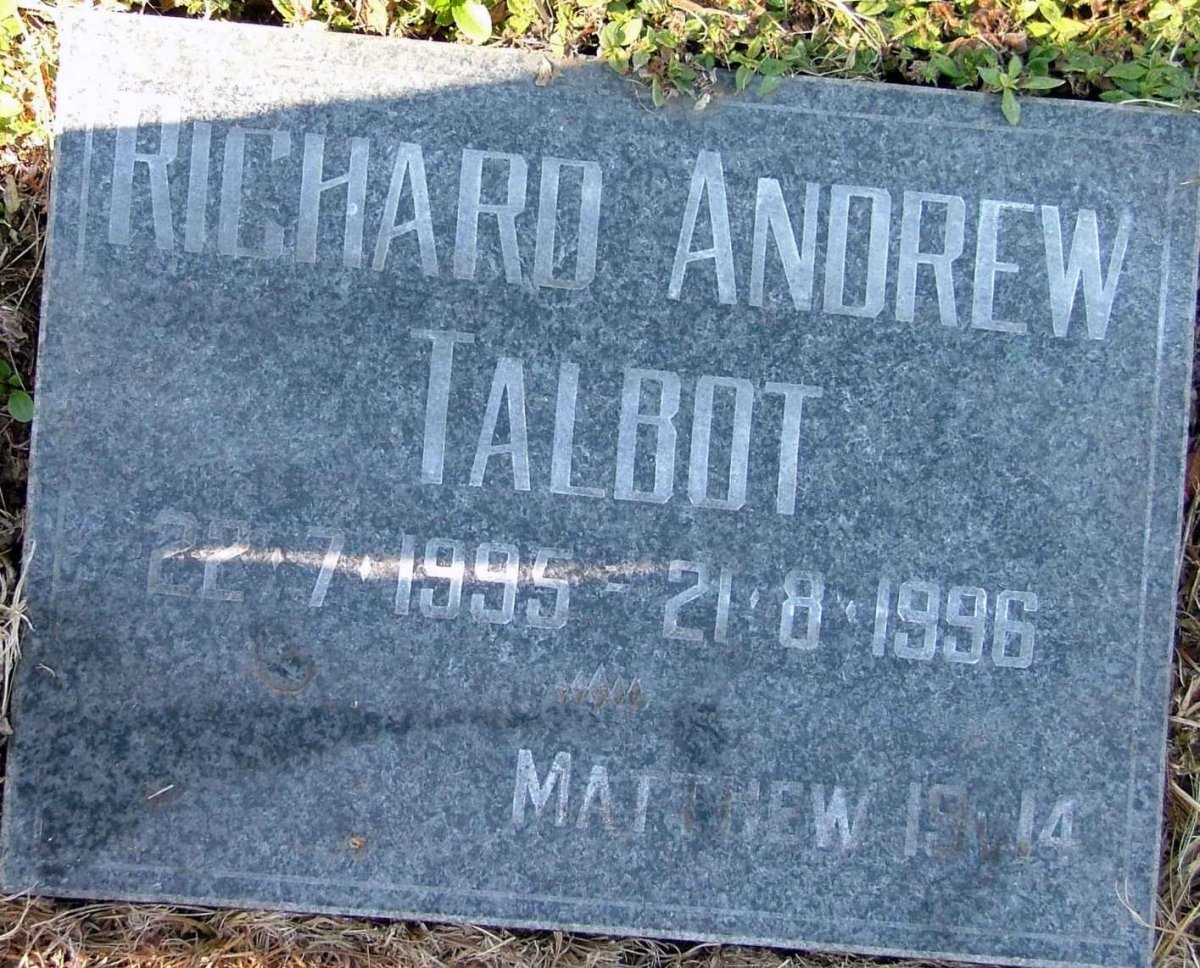 RICHARD ANDREW
TALBOT
22·7·1995 - 21·8·1996
MATTHEW 19:14